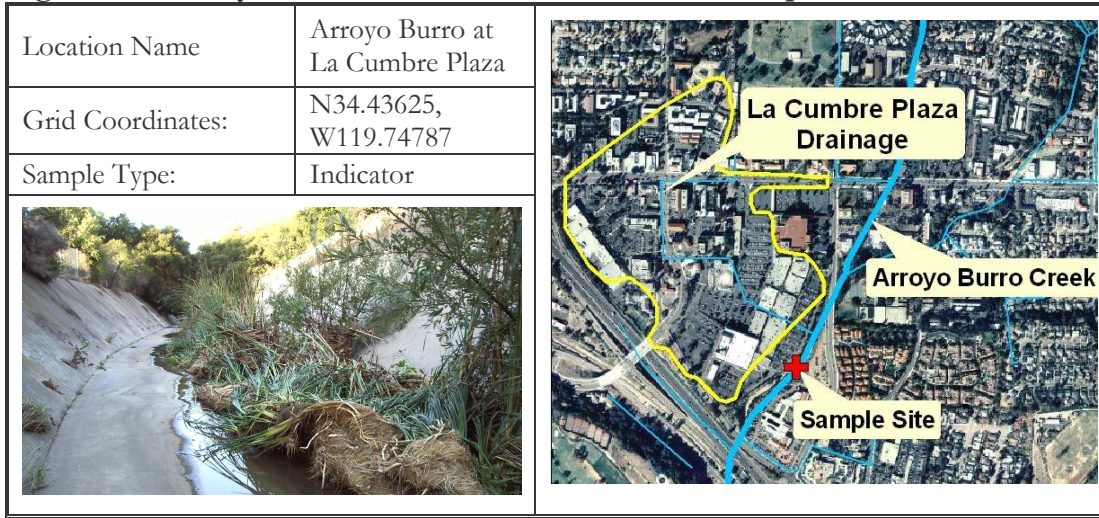 Location Name
Arroyo Burro at
La Cumbre Plaza
Grid Coordinates:
N34.43625,
W119.74787
Sample Type:
Indicator
La Cumbre Plaza
Drainage
Arroyo Burro Creek
Sample Site